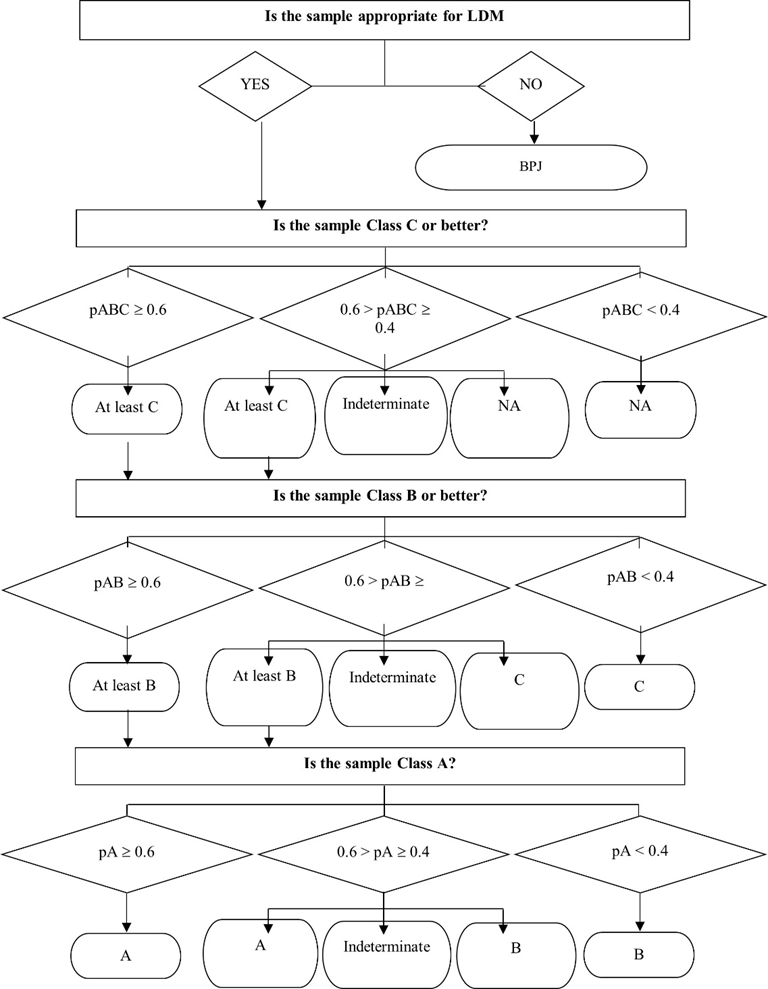 Is the sample appropriate for LDM
YES
NO
BPJ
Is the sample Class C or better?
pABC ≥ 0.6
0.6 > pABC ≥
0.4
pABC < 0.4
At least C
At least C
Indeterminate
NA
NA
Is the sample Class B or better?
pAB ≥ 0.6
0.6 > pAB ≥
pAB < 0.4
At least B
At least B
Indeterminate
C
C
Is the sample Class A?
pA ≥ 0.6
0.6 > pA ≥ 0.4
pA < 0.4
A
A
Indeterminate
B
B